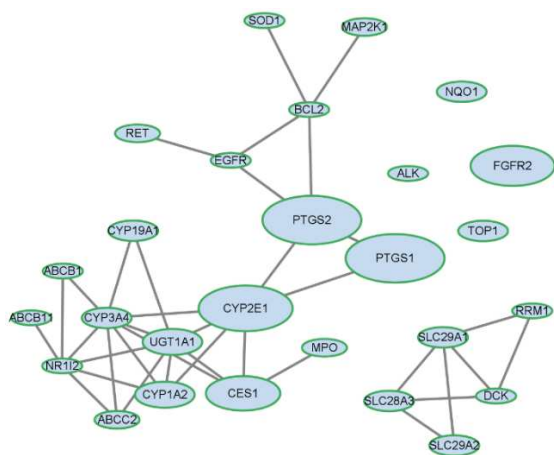 SOD1
MAP2K1
NQO1
BCL2
RET
EGFR
ALK
FGFR2
PTGS2
CYP19A1
TOP1
PTGS1
ABCB1
CYP2E1
ABCB11
CYP3A4
RRM1
UGT1A1
SLC29A1
MPO
NR1I2
CYP1A2
CES1
SLC28A3
DCK
ABCC2
SLC29A2